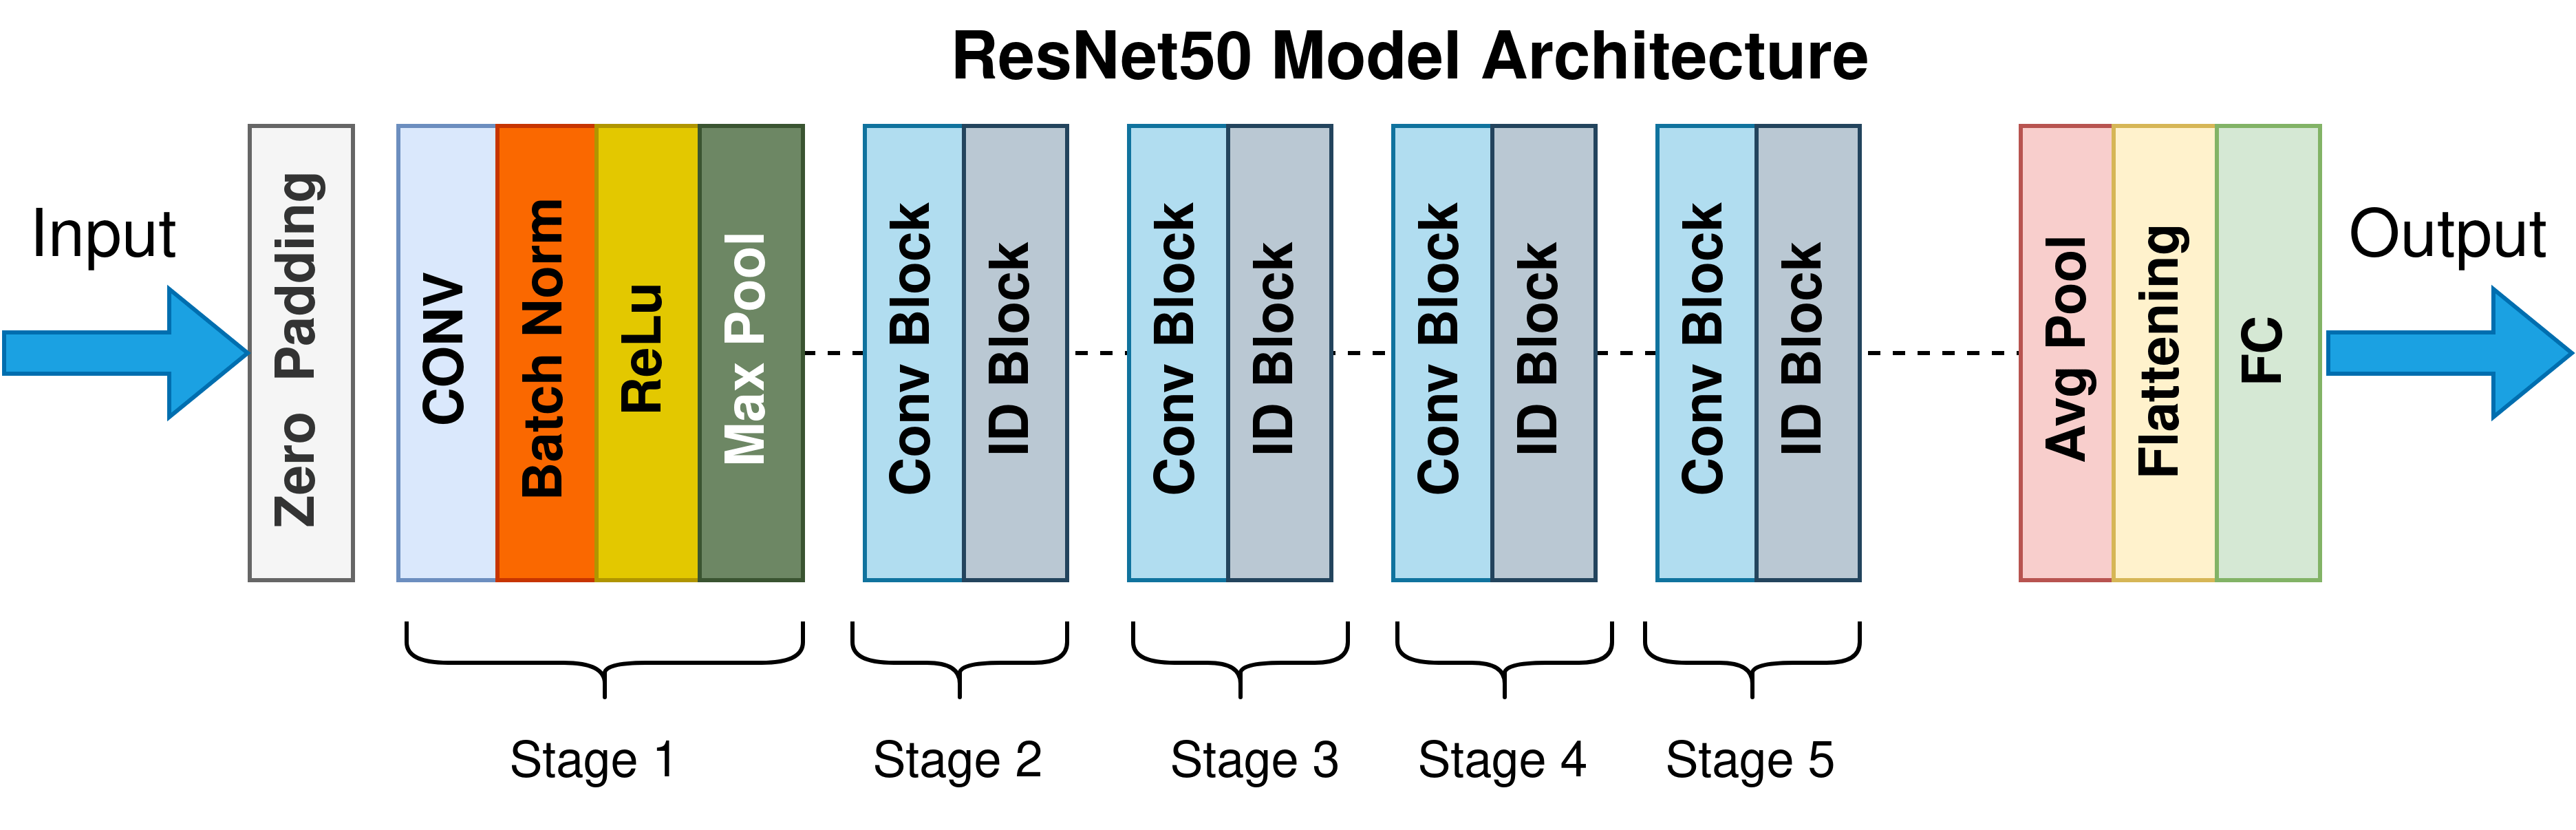 ResNet50 Model Architecture
Input
Zero Padding
CONV
Batch Norm
ReLu
Max Pool
Conv Block
ID Block
Conv Block
ID Block
Conv Block
ID Block
Conv Block
ID Block
Avg Pool
Flattening
FC
Output
Stage 1
Stage 2
Stage 3
Stage 4
Stage 5